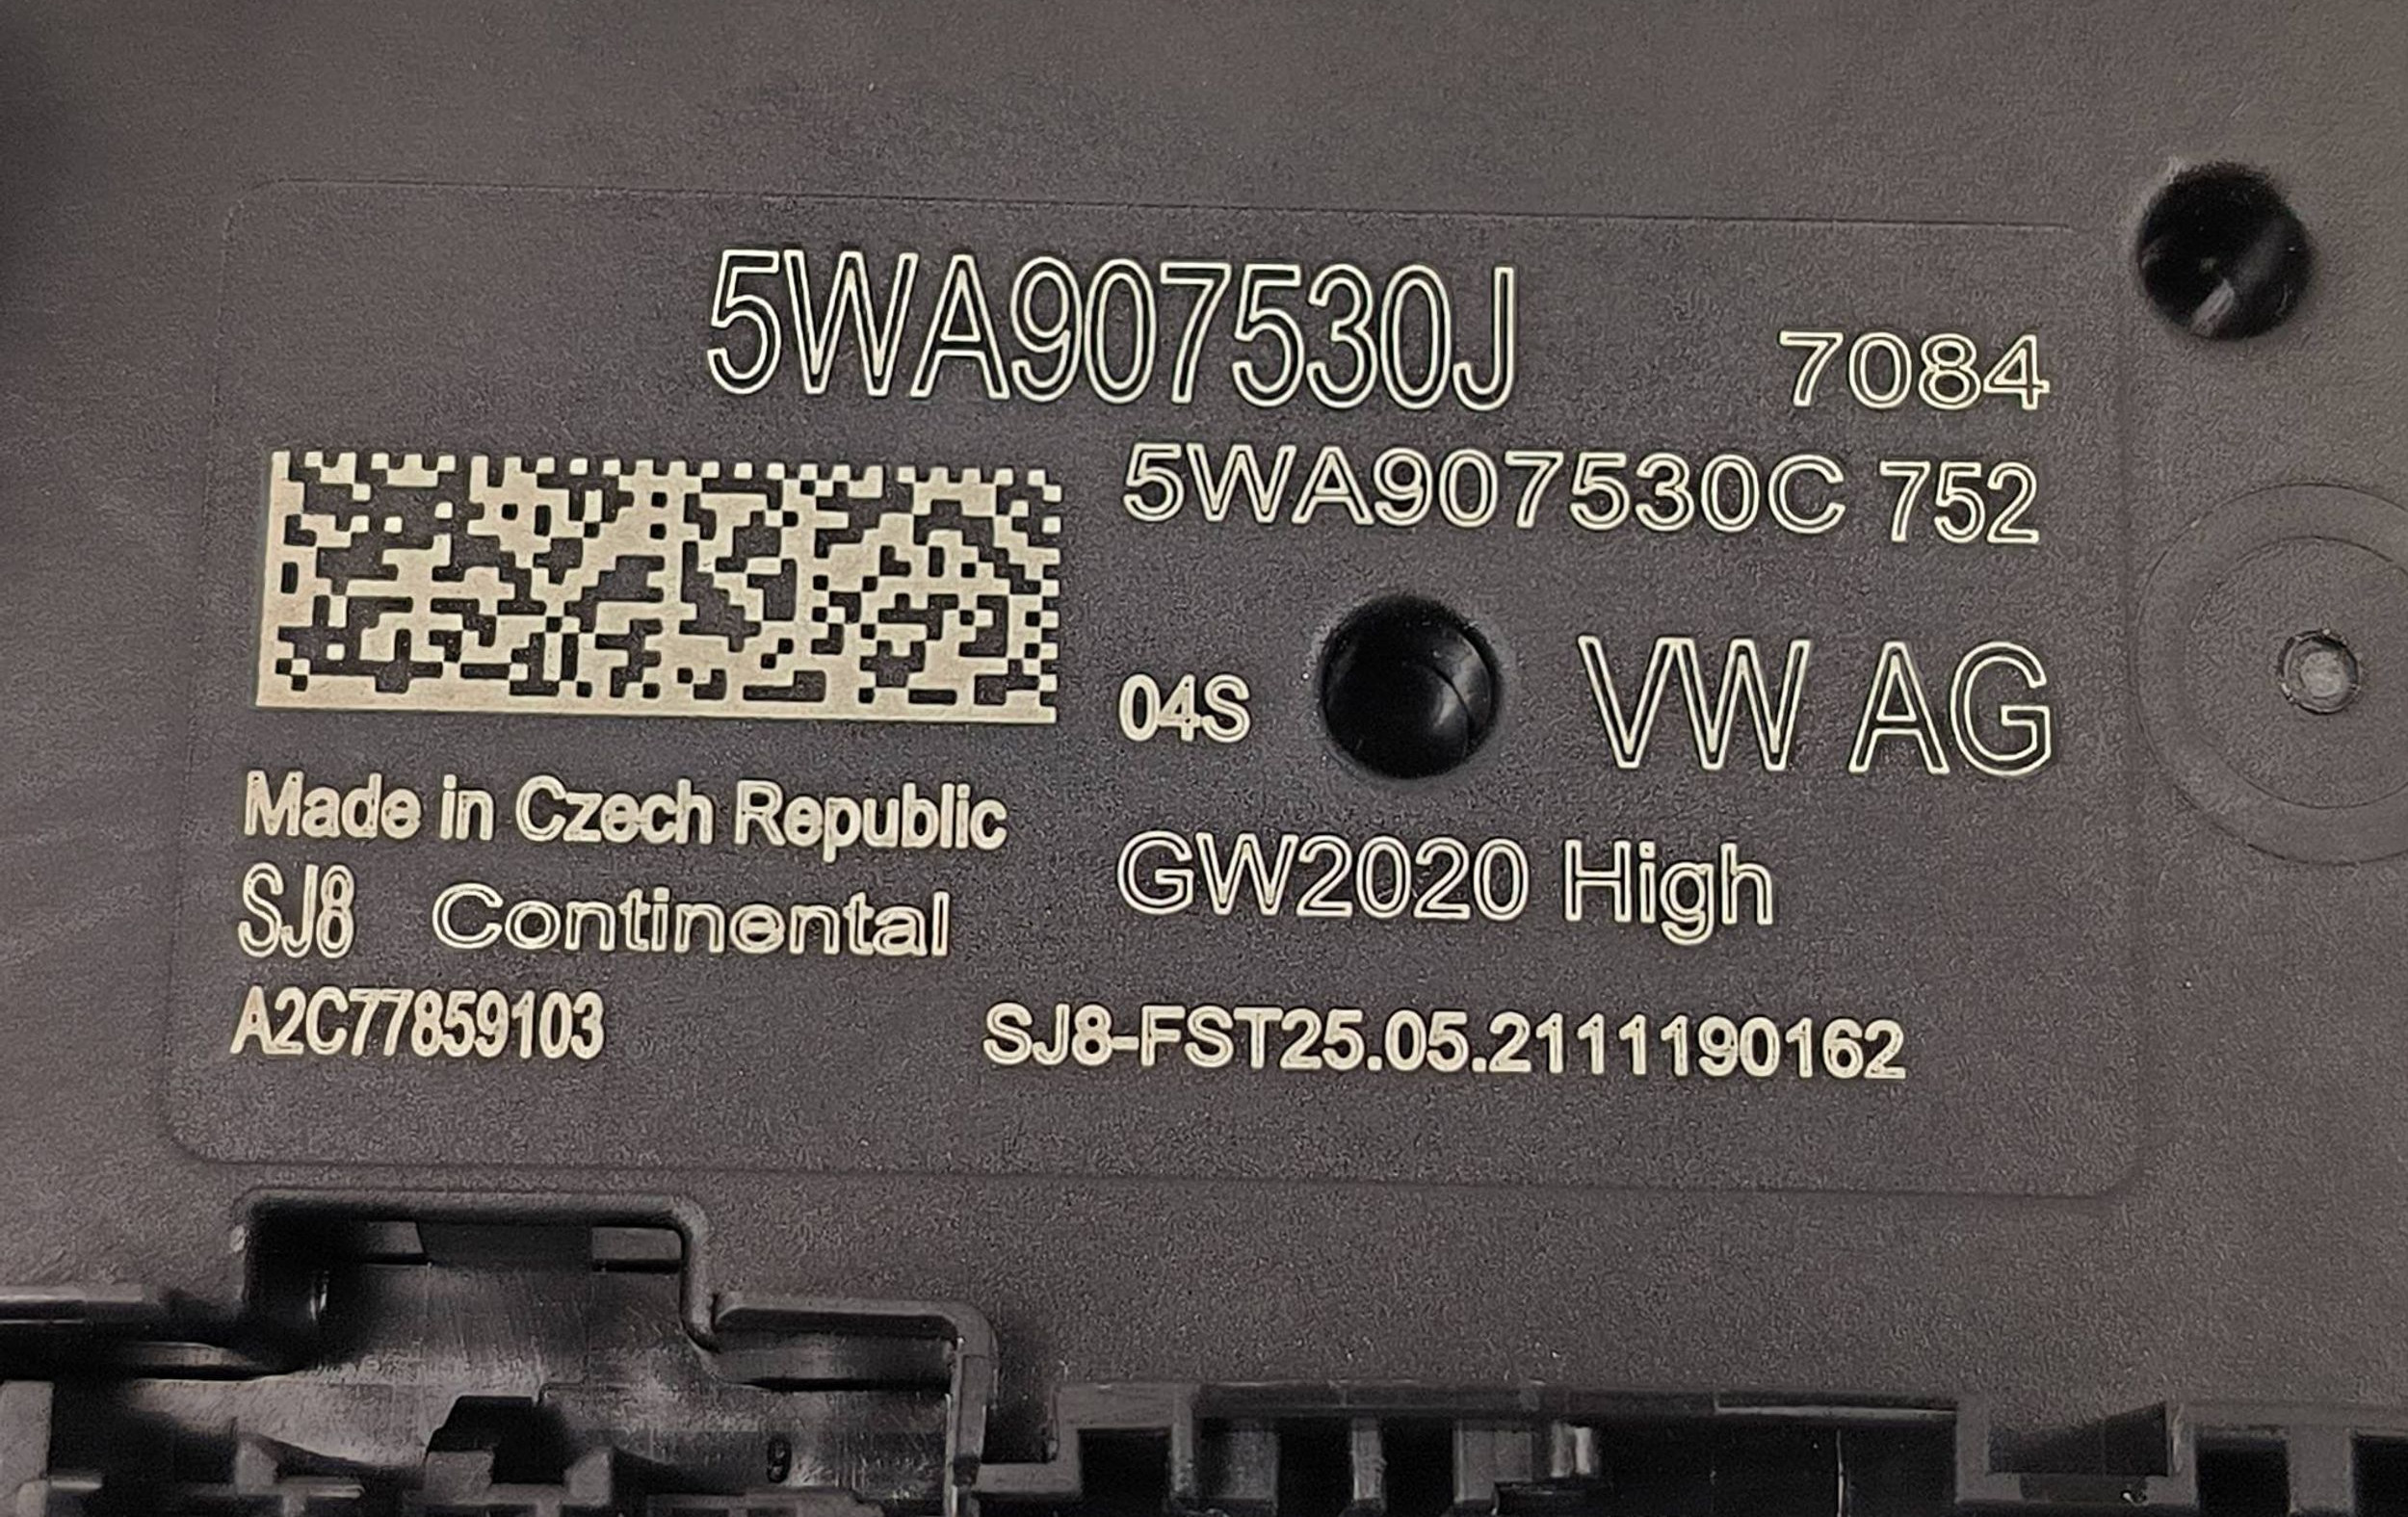 5WA907530J
7084
5WA907530C 752
04S VW AG
Made in Czech Republic
GW2020 High
SJ8 Continental
A2C77859103
SJ8-FST25.05.2111190162
9